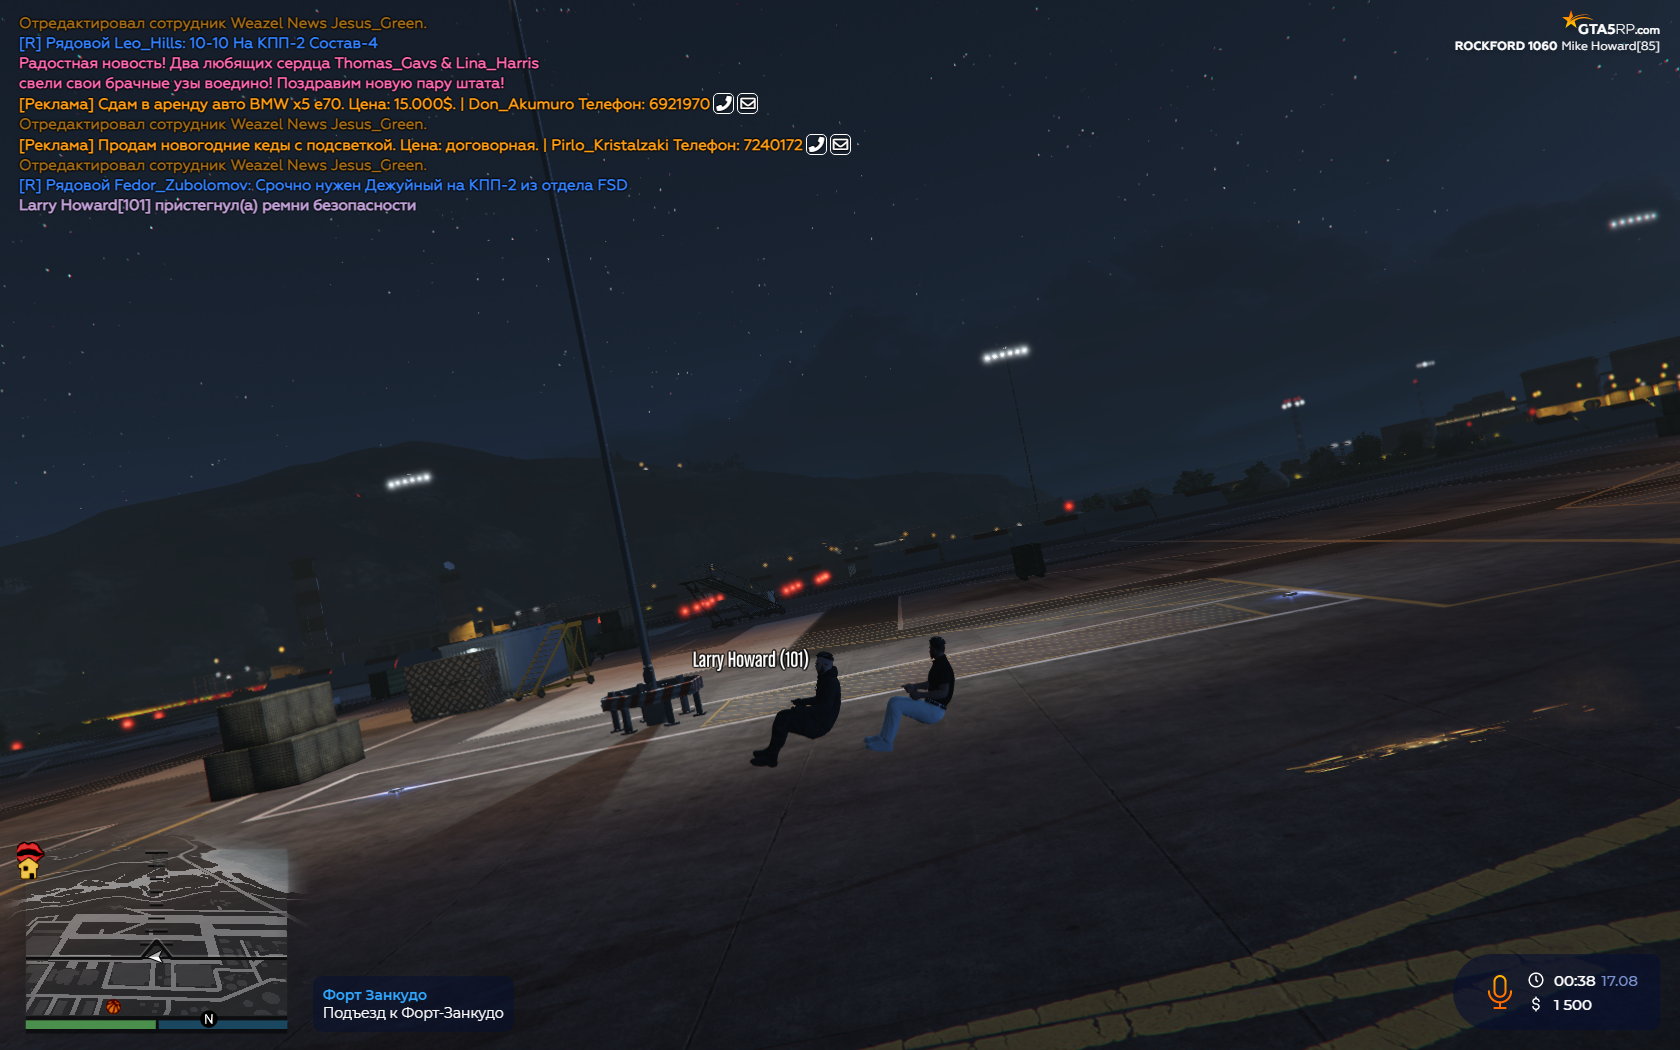 Отредактировал сотрудник Weazel News Jesus_Green.
[R] Рядовой Leo_Hills: 10-10 На КПП-2 Состав-4
Радостная новость! Два любящих сердца Thomas_Gavs & Lina_Harris
свели свои брачные узы воедино! Поздравим новую пару штата!
[Реклама] Сдам в аренду авто BMW x5 e70. Цена: 15.000$. | Don_Akumuro Телефон: 6921970
Отредактировал сотрудник Weazel News Jesus_Green.
[Реклама] Продам новогодние кеды с подсветкой. Цена: договорная. | Pirlo_Kristalzaki Телефон: 7240172
Отредактировал сотрудник Weazel News Jesus_Green.
[R] Рядовой Fedor_Zubolomov: Срочно нужен Дежуйный на КПП-2 из отдела FSD
Larry Howard[101] пристегнул(а) ремни безопасности
GTA5RP.com
ROCKFORD 1060 Mike Howard[85]
Larry Howard (101)
N
Форт Занкудо
Подъезд к Форт-Занкудо
00:38 17.08
$ 1 500